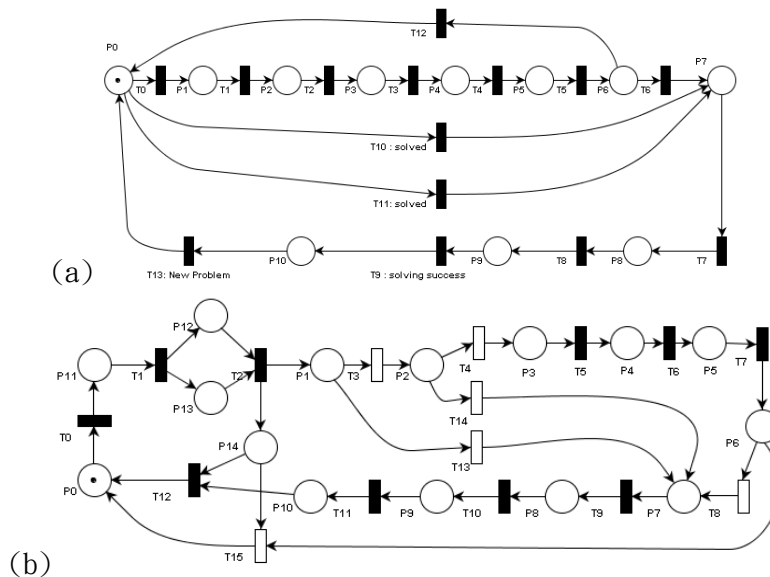 T12
P0
P7
T0 P1 T1 P2 T2 P3 T3 P4 T4 P5 T5 P6 T6
T10 : solved
T11: solved
P10 P9 T8 P8 T7
T13: New Problem T9 : solving success
(a)
P12
P11 T1 T2 P1 T3 P2 T4 P3 T5 P4 T6 P5 T7
P13
T14
T0
P14 T13 P6
P0 T12 P10 T11 P9 T10 P8 T9 P7 T8
T15
(b)